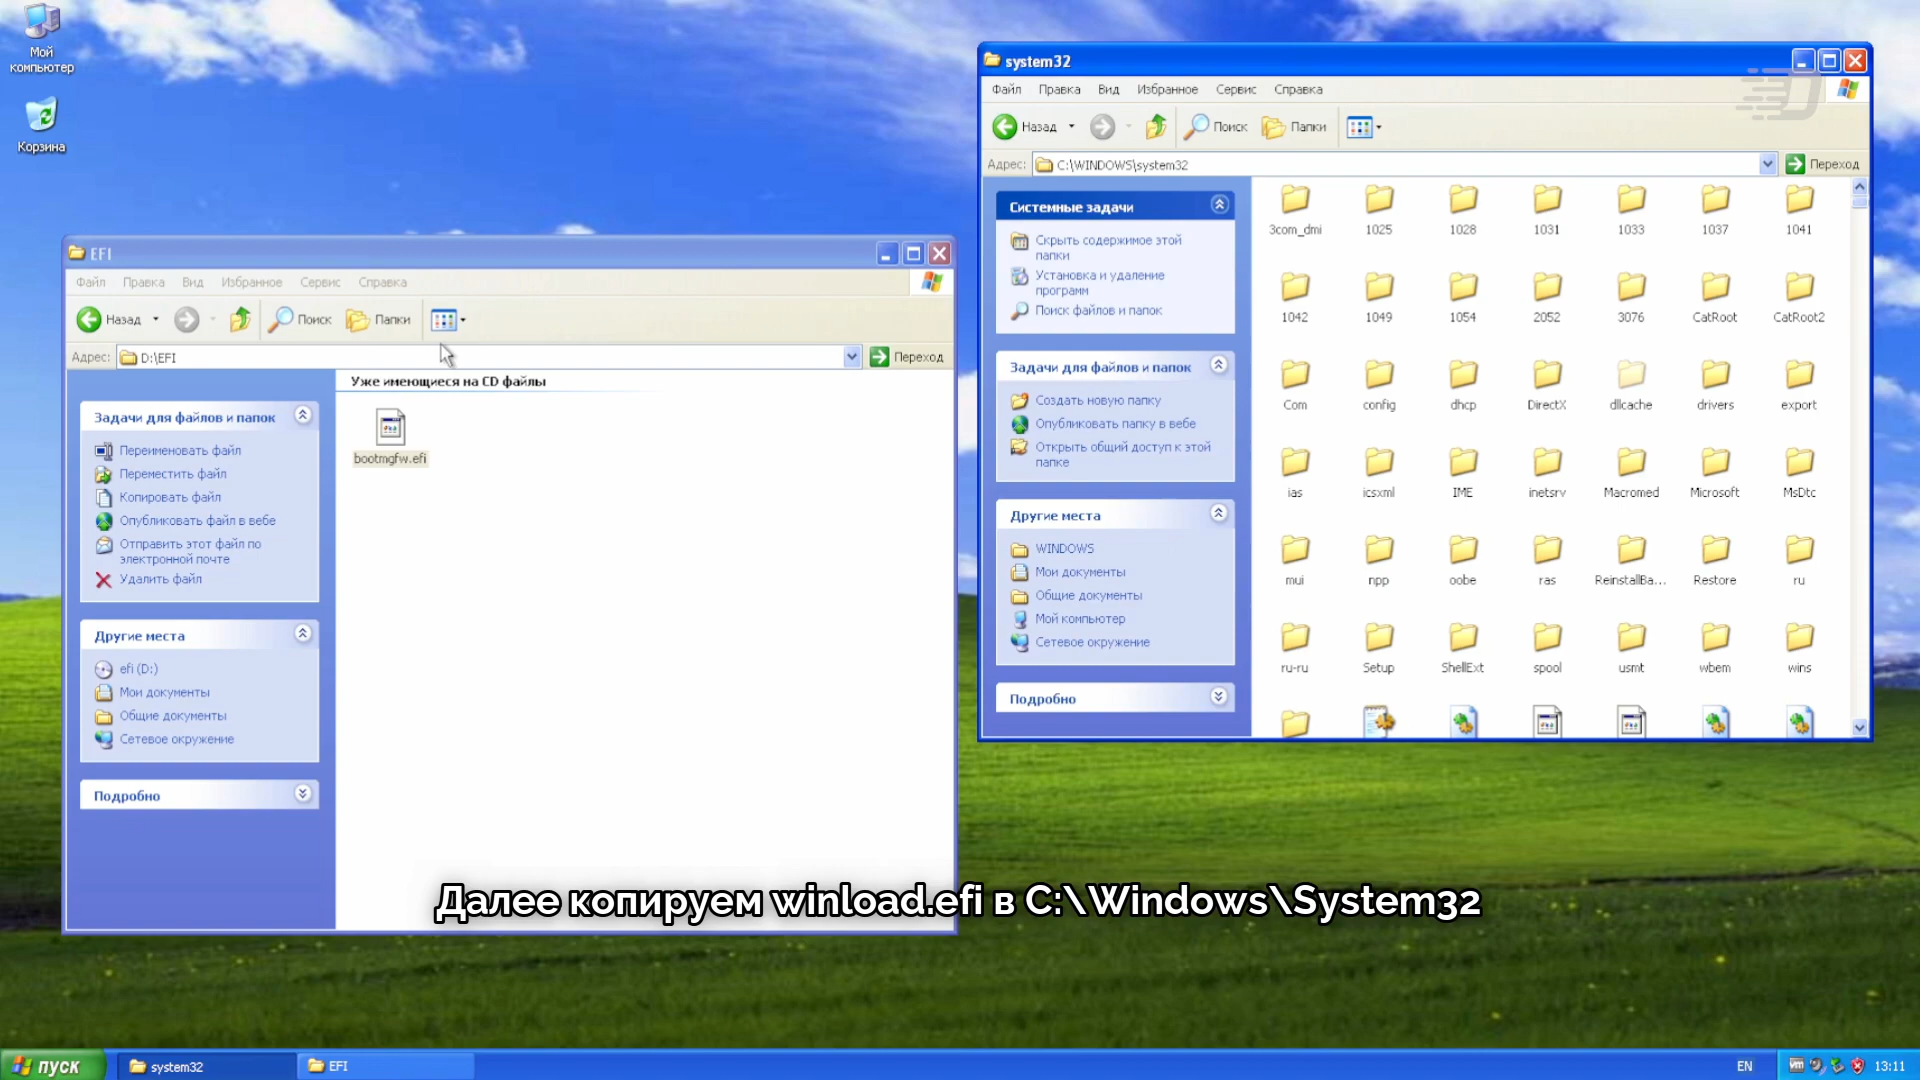 Мой
компьютер
Корзина
system32
Файл Правка Вид Избранное Сервис Справка
Назад Поиск Папки
Адрес: C:\WINDOWS\system32 Переход
Системные задачи
Скрыть содержимое этой
папки
Установка и удаление
программ
Поиск файлов и папок
Задачи для файлов и папок
Создать новую папку
Опубликовать папку в вебе
Открыть общий доступ к этой
папке
Другие места
WINDOWS
Мои документы
Общие документы
Мой компьютер
Сетевое окружение
Подробно
3com_dmi 1025 1028 1031 1033 1037 1041
1042 1049 1054 2052 3076 CatRoot CatRoot2
Com config dhcp DirectX dllcache drivers export
ias icsxml IME inetsrv Macromed Microsoft MsDtc
mui npp oobe ras ReinstallBa... Restore ru
ru-ru Setup ShellExt spool usmt wbem wins
EFI
Файл Правка Вид Избранное Сервис Справка
Назад Поиск Папки
Адрес: D:\EFI Переход
Задачи для файлов и папок
Переименовать файл
Переместить файл
Копировать файл
Опубликовать файл в вебе
Отправить этот файл по
электронной почте
Удалить файл
Другие места
efi (D:)
Мои документы
Общие документы
Сетевое окружение
Подробно
Уже имеющиеся на CD файлы
bootmgfw.efi
Далее копируем winload.efi в C:\Windows\System32
пуск system32 EFI EN vm 13:11